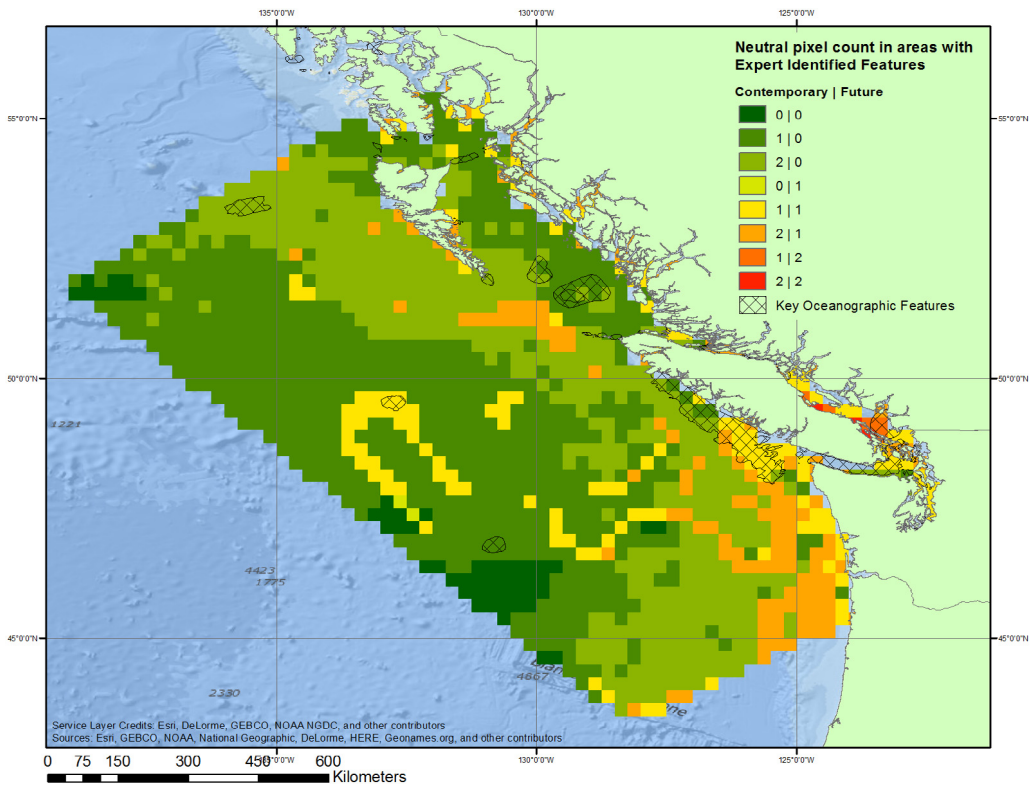 135°0'0"W 130°0'0"W 125°0'0"W
Neutral pixel count in areas with
Expert Identified Features
Contemporary | Future
0 | 0
1 | 0
2 | 0
0 | 1
1 | 1
2 | 1
1 | 2
2 | 2
Key Oceanographic Features
55°0'0"N 55°0'0"N
50°0'0"N 50°0'0"N
1221
4423
1775
45°0'0"N 45°0'0"N
4667
2330
Service Layer Credits: Esri, DeLorme, GEBCO, NOAA NGDC, and other contributors
Sources: Esri, GEBCO, NOAA, National Geographic, DeLorme, HERE, Geonames.org, and other contributors
130°0'0"W 125°0'0"W
0 75 150 300 450 600
Kilometers